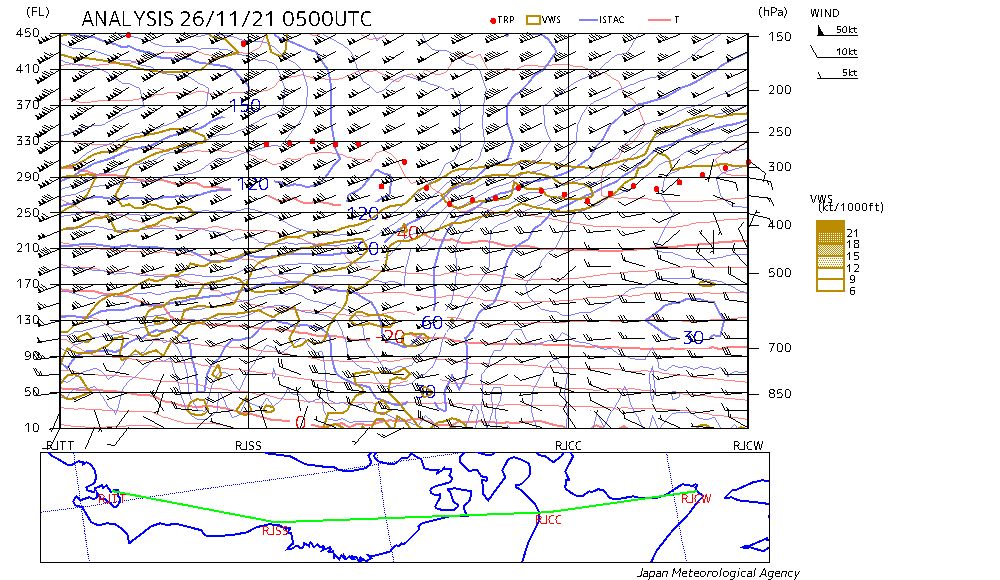 ANALYSIS 26/11/21 0500UTC
TRP VWS ISTAC T
(FL)
(hPa)
WIND
50kt
10kt
5kt
450
410
370
330
290
250
210
170
130
90
50
10
150
200
250
300
400
500
700
850
150
120
120
90
60
30
-40
-20
VWS
(kt/1000ft)
21
18
15
12
9
6
RJTT RJSS RJCC RJCW
RJTT
RJSS
RJCC
RJCW
Japan Meteorological Agency